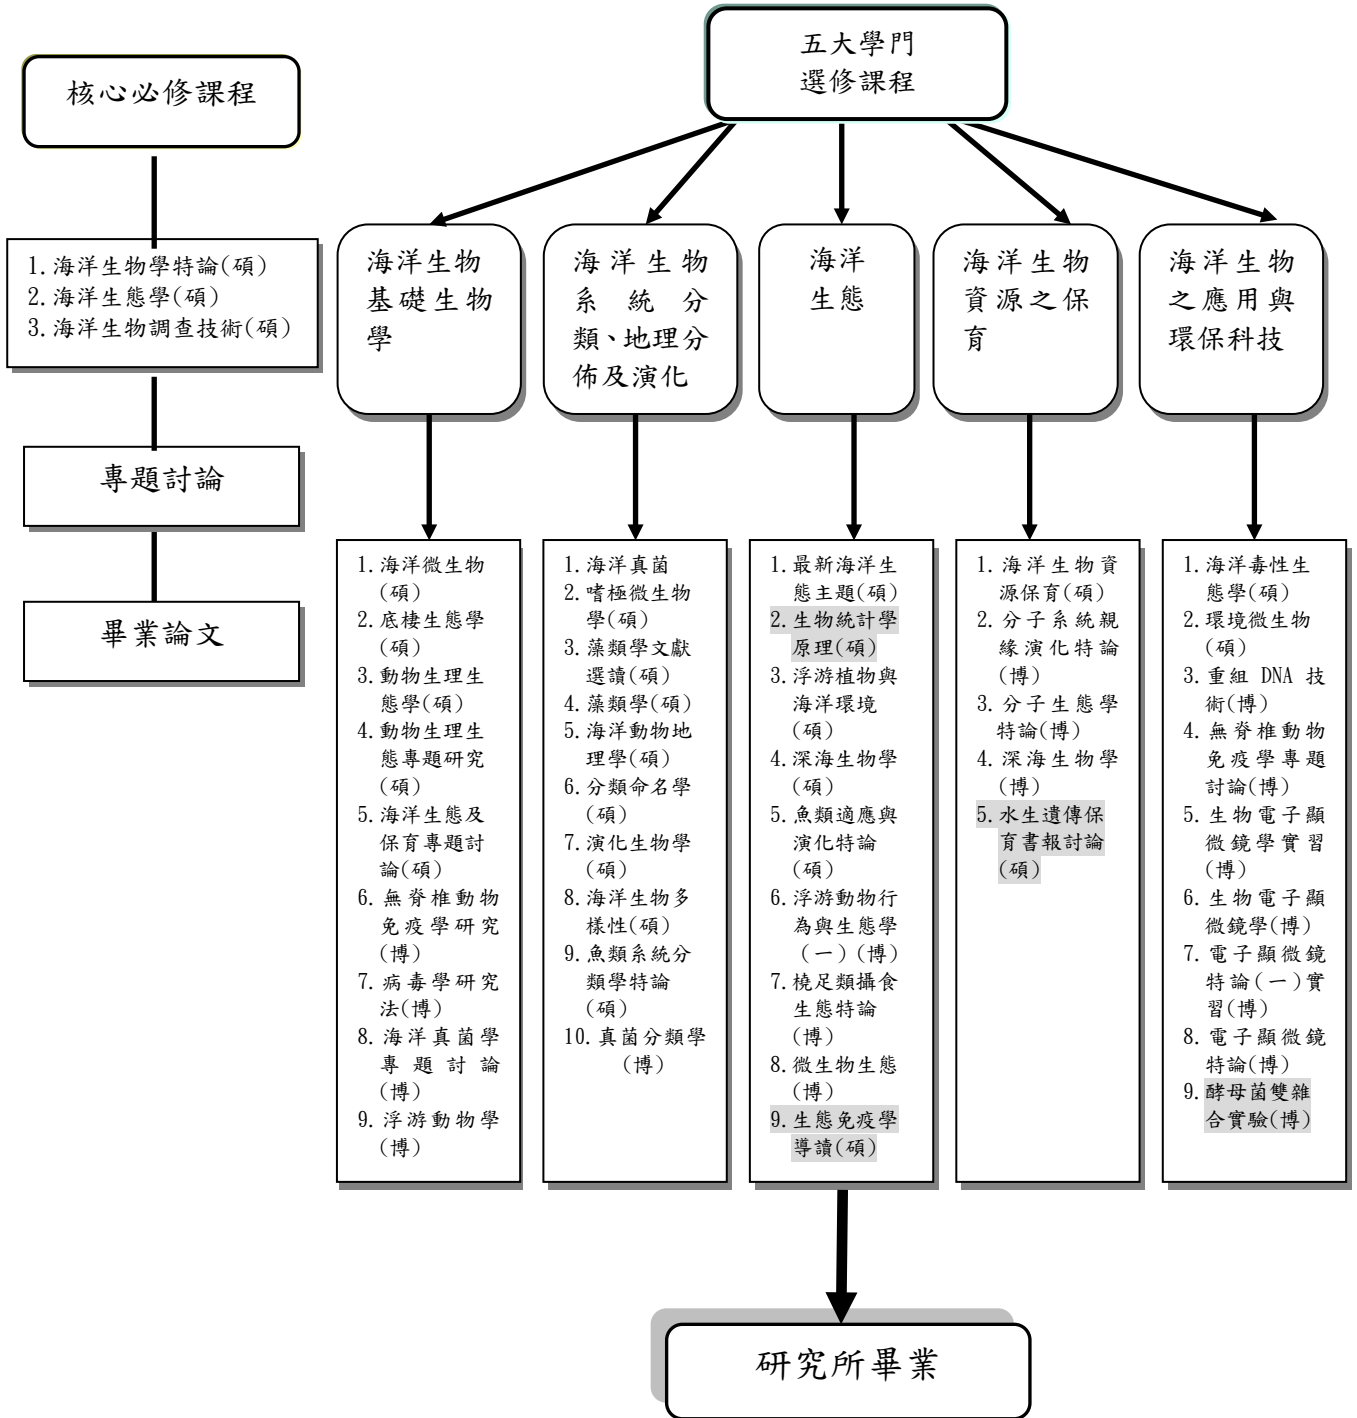 核心必修課程
1.海洋生物學特論(碩)
2.海洋生態學(碩)
3.海洋生物調查技術(碩)
專題討論
畢業論文
五大學門
選修課程
海洋生物
基礎生物
學
海洋生物
系統分
類、地理分
佈及演化
海洋
生態
海洋生物
資源之保
育
海洋生物
之應用與
環保科技
1.海洋微生物
(碩)
2.底棲生態學
(碩)
3.動物生理生
態學(碩)
4.動物生理生
態專題研究
(碩)
5.海洋生態及
保育專題討
論(碩)
6.無脊椎動物
免疫學研究
(博)
7.病毒學研究
法(博)
8.海洋真菌學
專題討論
(博)
9.浮游動物學
(博)
1.海洋真菌
2.嗜極微生物
學(碩)
3.藻類學文獻
選讀(碩)
4.藻類學(碩)
5.海洋動物地
理學(碩)
6.分類命名學
(碩)
7.演化生物學
(碩)
8.海洋生物多
樣性(碩)
9.魚類系統分
類學特論
(碩)
10.真菌分類學
(博)
1.最新海洋生
態主題(碩)
2.生物統計學
原理(碩)
3.浮游植物與
海洋環境
(碩)
4.深海生物學
(碩)
5.魚類適應與
演化特論
(碩)
6.浮游動物行
為與生態學
(一)(博)
7.橈足類攝食
生態特論
(博)
8.微生物生態
(博)
9.生態免疫學
導讀(碩)
1.海洋生物資
源保育(碩)
2.分子系統親
緣演化特論
(博)
3.分子生態學
特論(博)
4.深海生物學
(博)
5.水生遺傳保
育書報討論
(碩)
1.海洋毒性生
態學(碩)
2.環境微生物
(碩)
3.重組 DNA 技
術(博)
4.無脊椎動物
免疫學專題
討論(博)
5.生物電子顯
微鏡學實習
(博)
6.生物電子顯
微鏡學(博)
7.電子顯微鏡
特論(一)實
習(博)
8.電子顯微鏡
特論(博)
9.酵母菌雙雜
合實驗(博)
研究所畢業